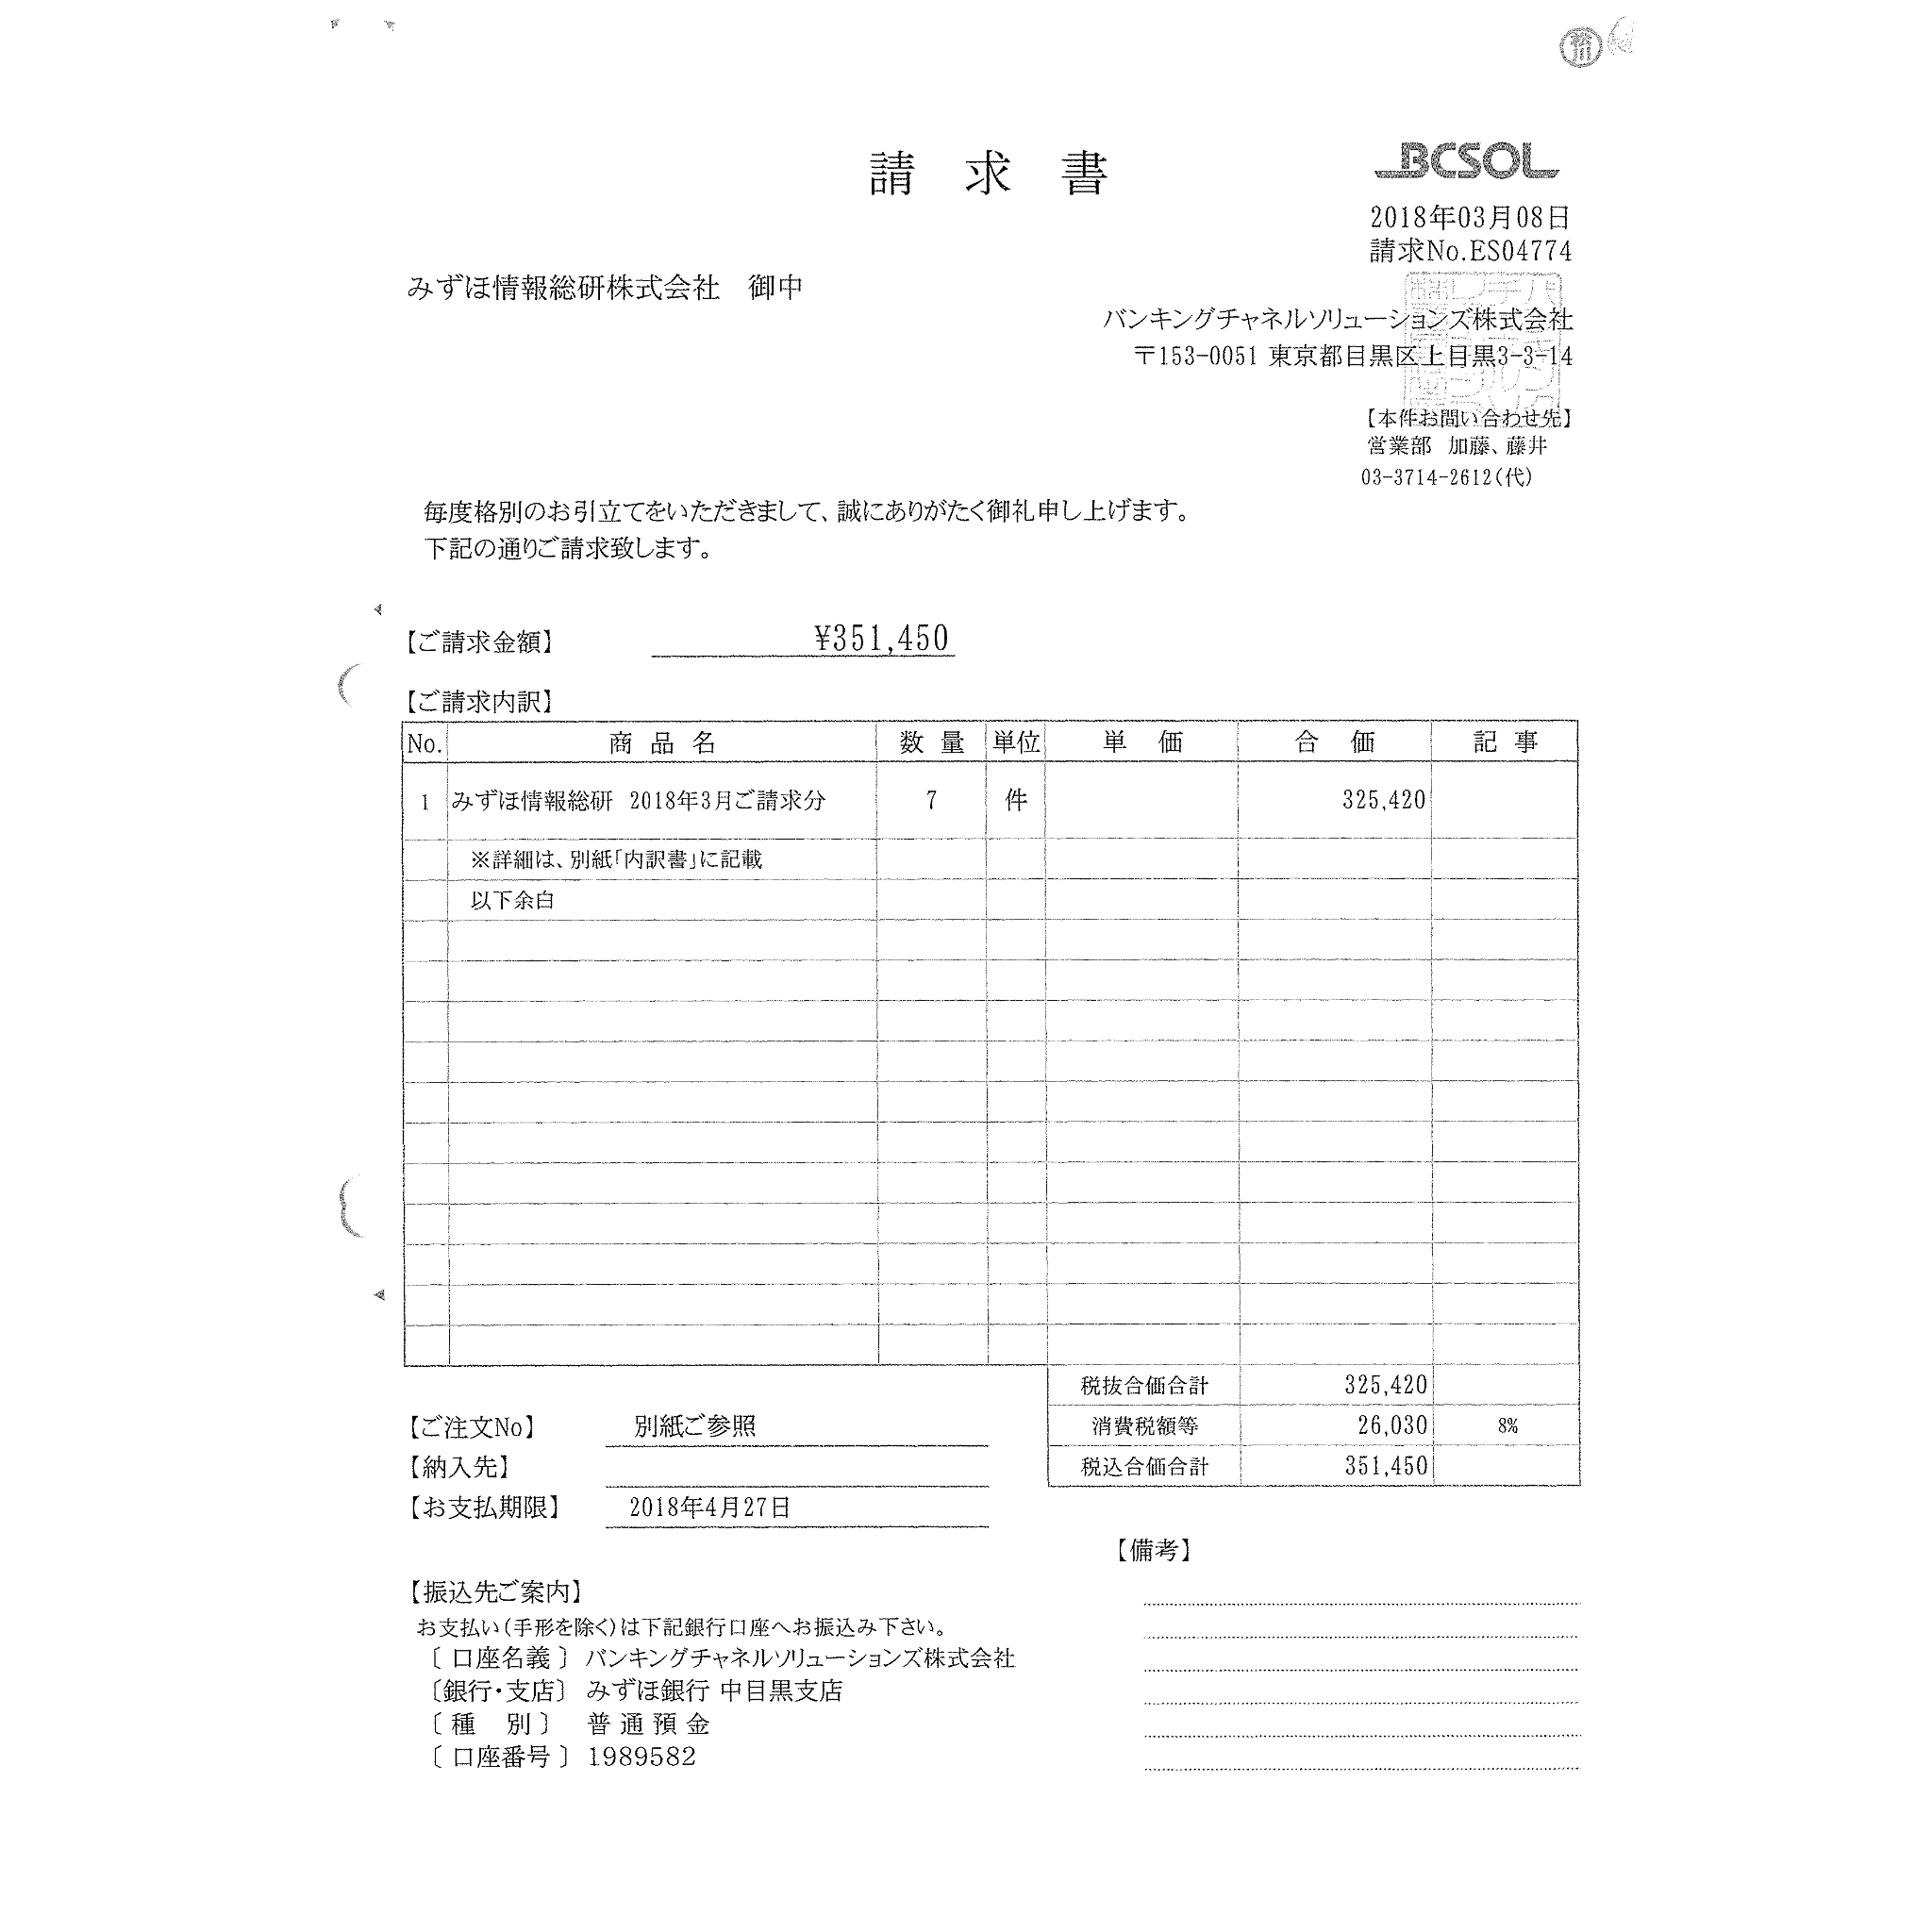 松川
請 求 書
BCSOL
2018年03月08日
請求No.ES04774
みずほ情報総研株式会社 御中
バンキングチャネルソリューションズ株式会社
〒153-0051 東京都目黒区上目黒3-3-14
【本件お問い合わせ先】
営業部 加藤、藤井
03-3714-2612(代)
毎度格別のお引立てをいただきまして、誠にありがたく御礼申し上げます。
下記の通りご請求致します。
【ご請求金額】 ¥351,450
【ご請求内訳】
No. 商 品 名 数 量 単位 単 価 合 価 記 事
1 みずほ情報総研 2018年3月ご請求分 7 件 325,420
※詳細は、別紙「内訳書」に記載
以下余白
税抜合価合計 325,420
消費税額等 26,030 8%
税込合価合計 351,450
【ご注文No】 別紙ご参照
【納入先】
【お支払期限】 2018年4月27日
【備考】
【振込先ご案内】
お支払い(手形を除く)は下記銀行口座へお振込み下さい。
〔 口座名義 〕 バンキングチャネルソリューションズ株式会社
〔銀行・支店〕 みずほ銀行 中目黒支店
〔 種 別 〕 普 通 預 金
〔 口座番号 〕 1989582